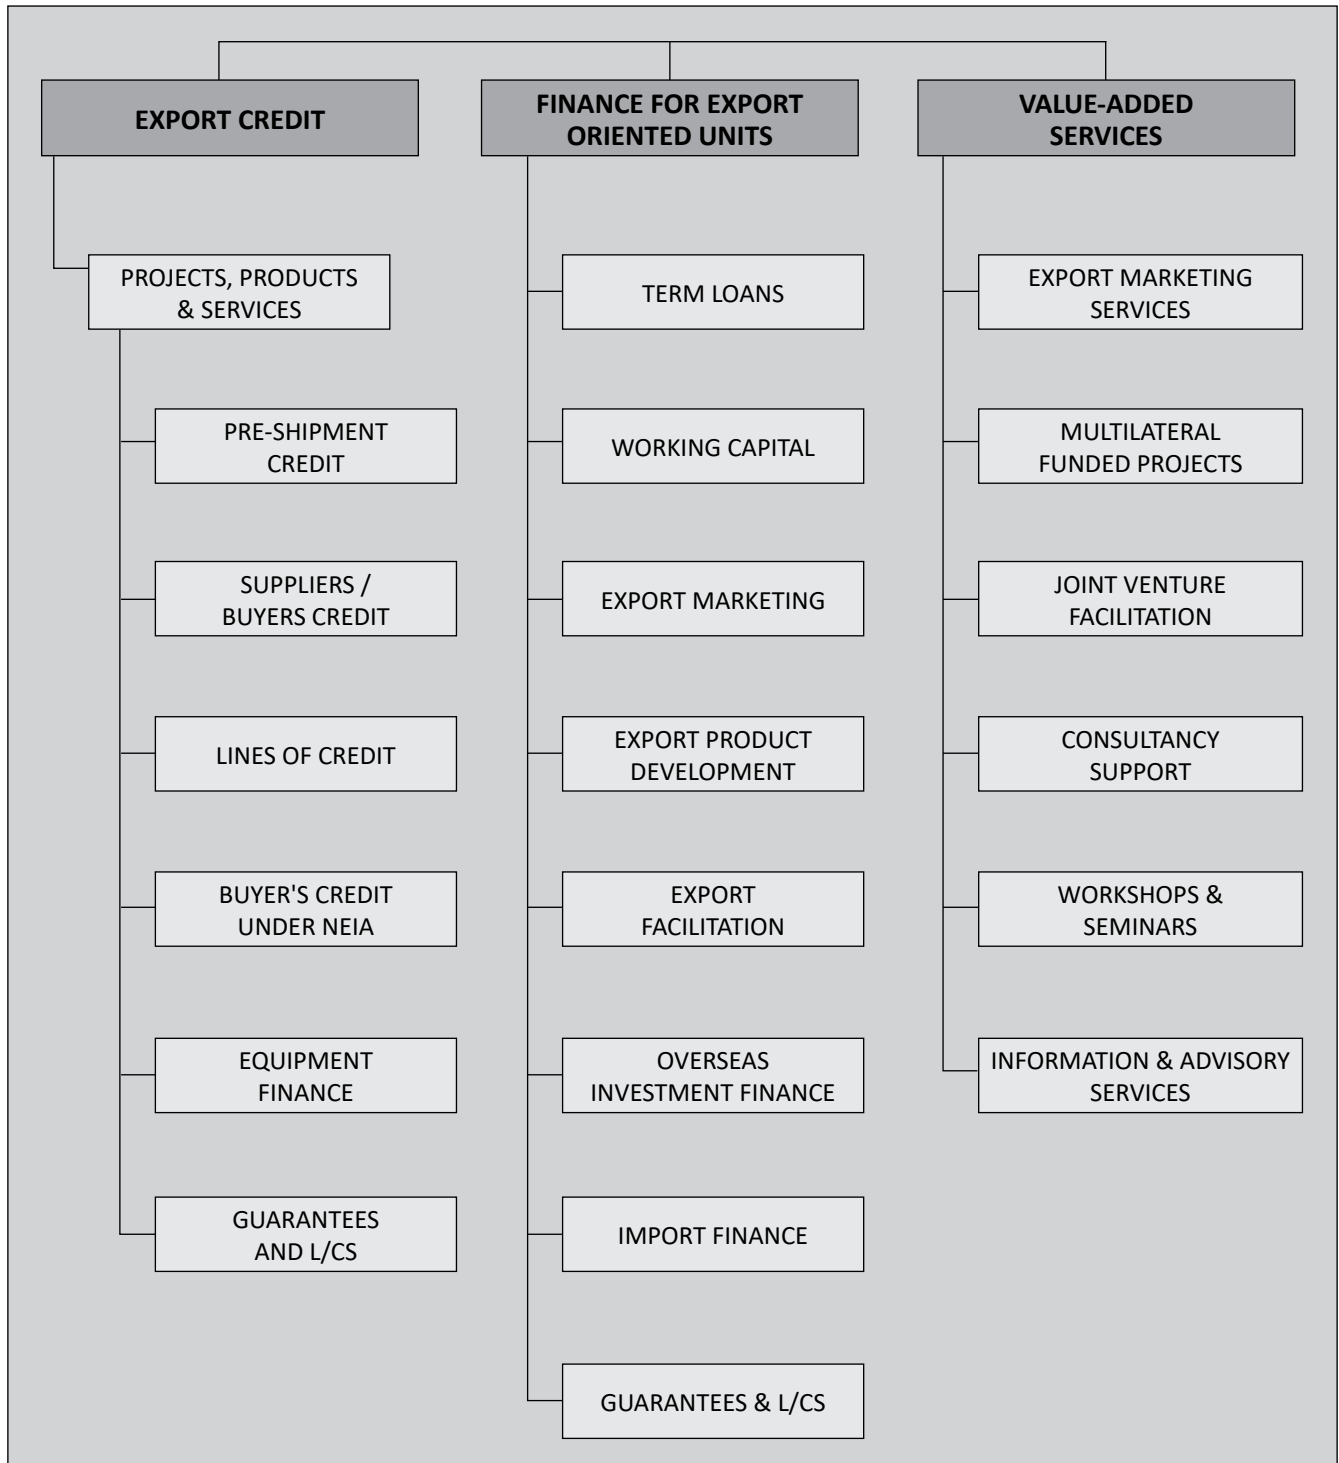 EXPORT CREDIT
PROJECTS, PRODUCTS
& SERVICES
PRE-SHIPMENT
CREDIT
SUPPLIERS /
BUYERS CREDIT
LINES OF CREDIT
BUYER'S CREDIT
UNDER NEIA
EQUIPMENT
FINANCE
GUARANTEES
AND L/CS
FINANCE FOR EXPORT
ORIENTED UNITS
TERM LOANS
WORKING CAPITAL
EXPORT MARKETING
EXPORT PRODUCT
DEVELOPMENT
EXPORT
FACILITATION
OVERSEAS
INVESTMENT FINANCE
IMPORT FINANCE
GUARANTEES & L/CS
VALUE-ADDED
SERVICES
EXPORT MARKETING
SERVICES
MULTILATERAL
FUNDED PROJECTS
JOINT VENTURE
FACILITATION
CONSULTANCY
SUPPORT
WORKSHOPS &
SEMINARS
INFORMATION & ADVISORY
SERVICES